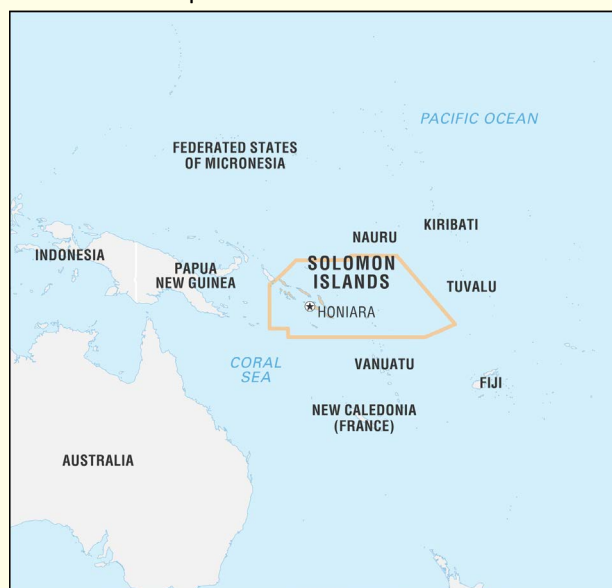 PACIFIC OCEAN
FEDERATED STATES
OF MICRONESIA
KIRIBATI
NAURU
INDONESIA
SOLOMON
ISLANDS
PAPUA
NEW GUINEA
TUVALU
HONIARA
CORAL
SEA
VANUATU
FIJI
NEW CALEDONIA
(FRANCE)
AUSTRALIA